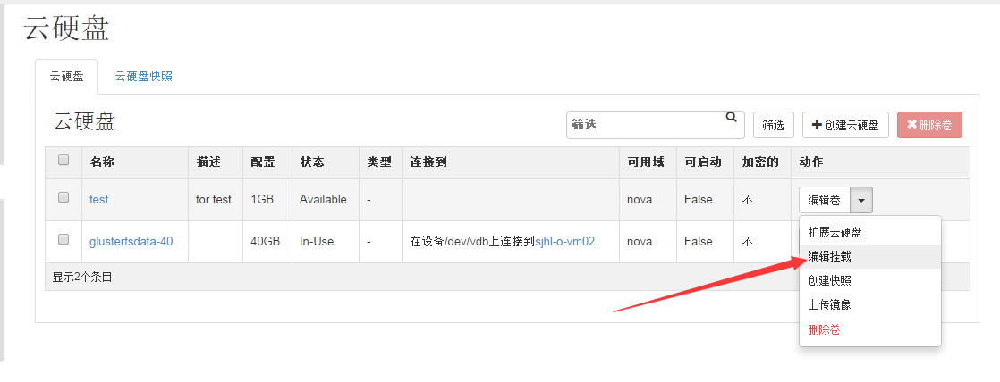 云硬盘
云硬盘 云硬盘快照
云硬盘
筛选 筛选 创建云硬盘 删除卷
名称 描述 配置 状态 类型 连接到 可用域 可启动 加密的 动作
test for test 1GB Available - nova False 不 编辑卷
glusterfsdata-40 40GB In-Use - 在设备/dev/vdb上连接到sjhl-o-vm02 nova False 不
显示2个条目
扩展云硬盘
编辑挂载
创建快照
上传镜像
删除卷